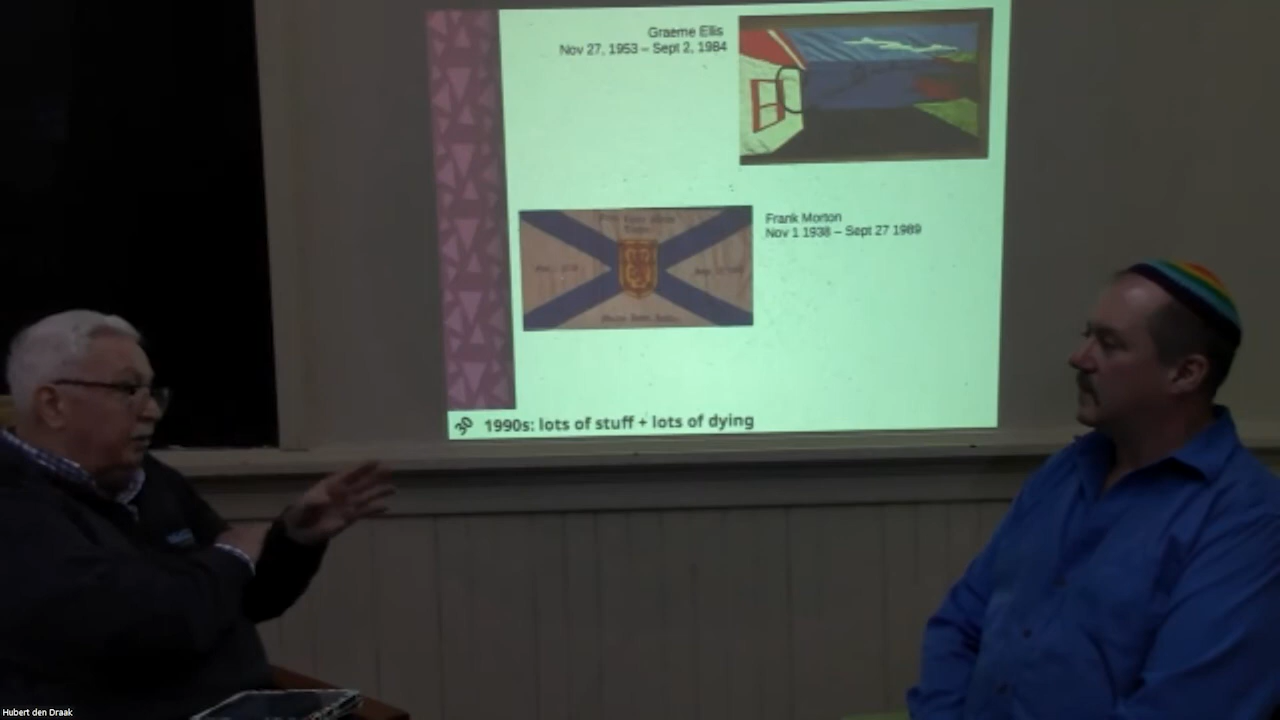 Graeme Ellis
Nov 27, 1953 – Sept 2, 1984
Frank Morton
Nov 1 1938 – Sept 27 1989
1990s: lots of stuff + lots of dying
Hubert den Draak